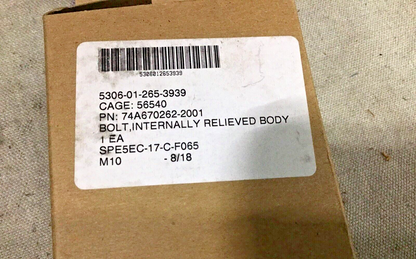 5306012653939
5306-01-265-3939
CAGE: 56540
PN: 74A670262-2001
BOLT,INTERNALLY RELIEVED BODY
1 EA
SPE5EC-17-C-F065
M10 - 8/18